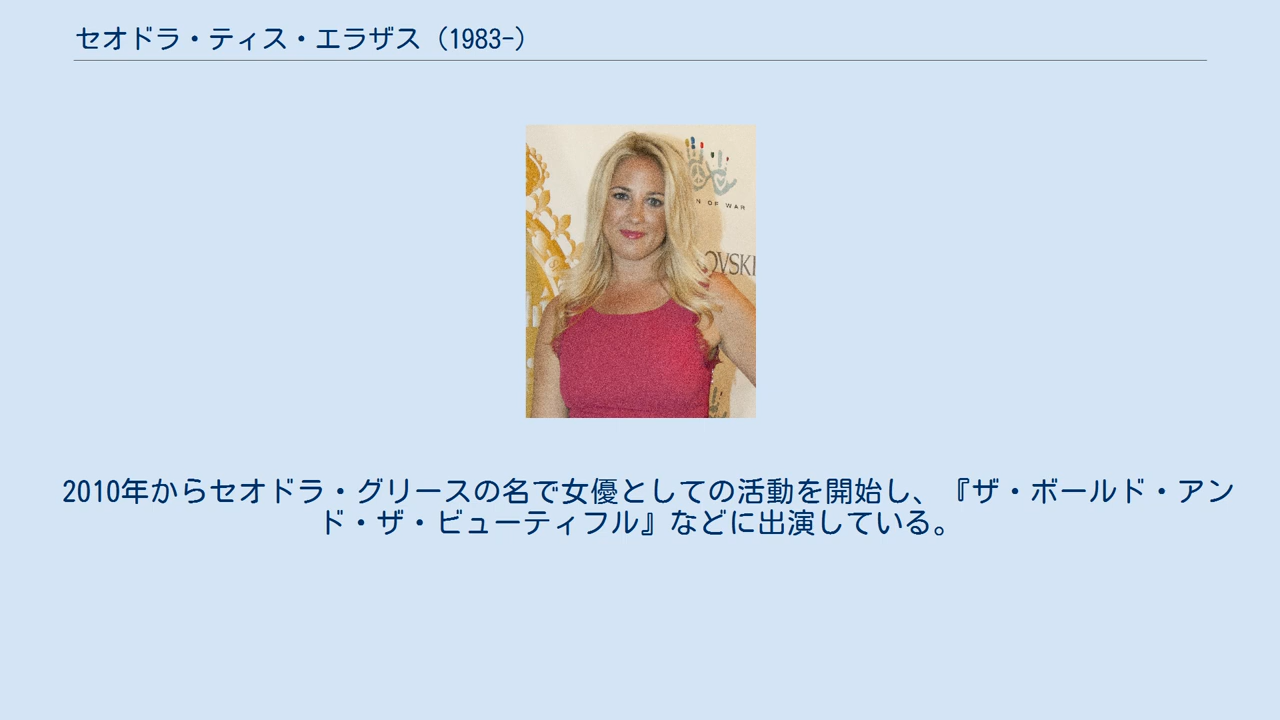 セオドラ・ティス・エラザス（1983-）
N OF WAR
OVSKI
2010年からセオドラ・グリースの名で女優としての活動を開始し、『ザ・ボールド・アン
ド・ザ・ビューティフル』などに出演している。